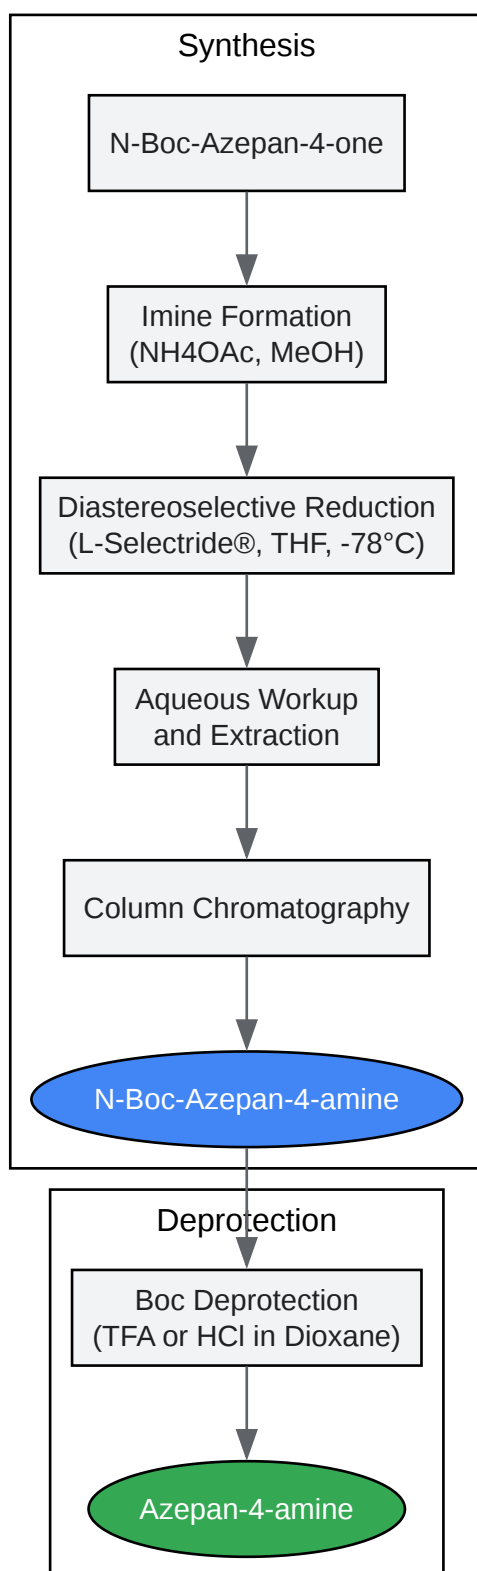 Synthesis
N-Boc-Azepan-4-one
Imine Formation
(NH4OAc, MeOH)
Diastereoselective Reduction
(L-Selectride®, THF, -78°C)
Aqueous Workup
and Extraction
Column Chromatography
N-Boc-Azepan-4-amine
Deprotection
Boc Deprotection
(TFA or HCl in Dioxane)
Azepan-4-amine